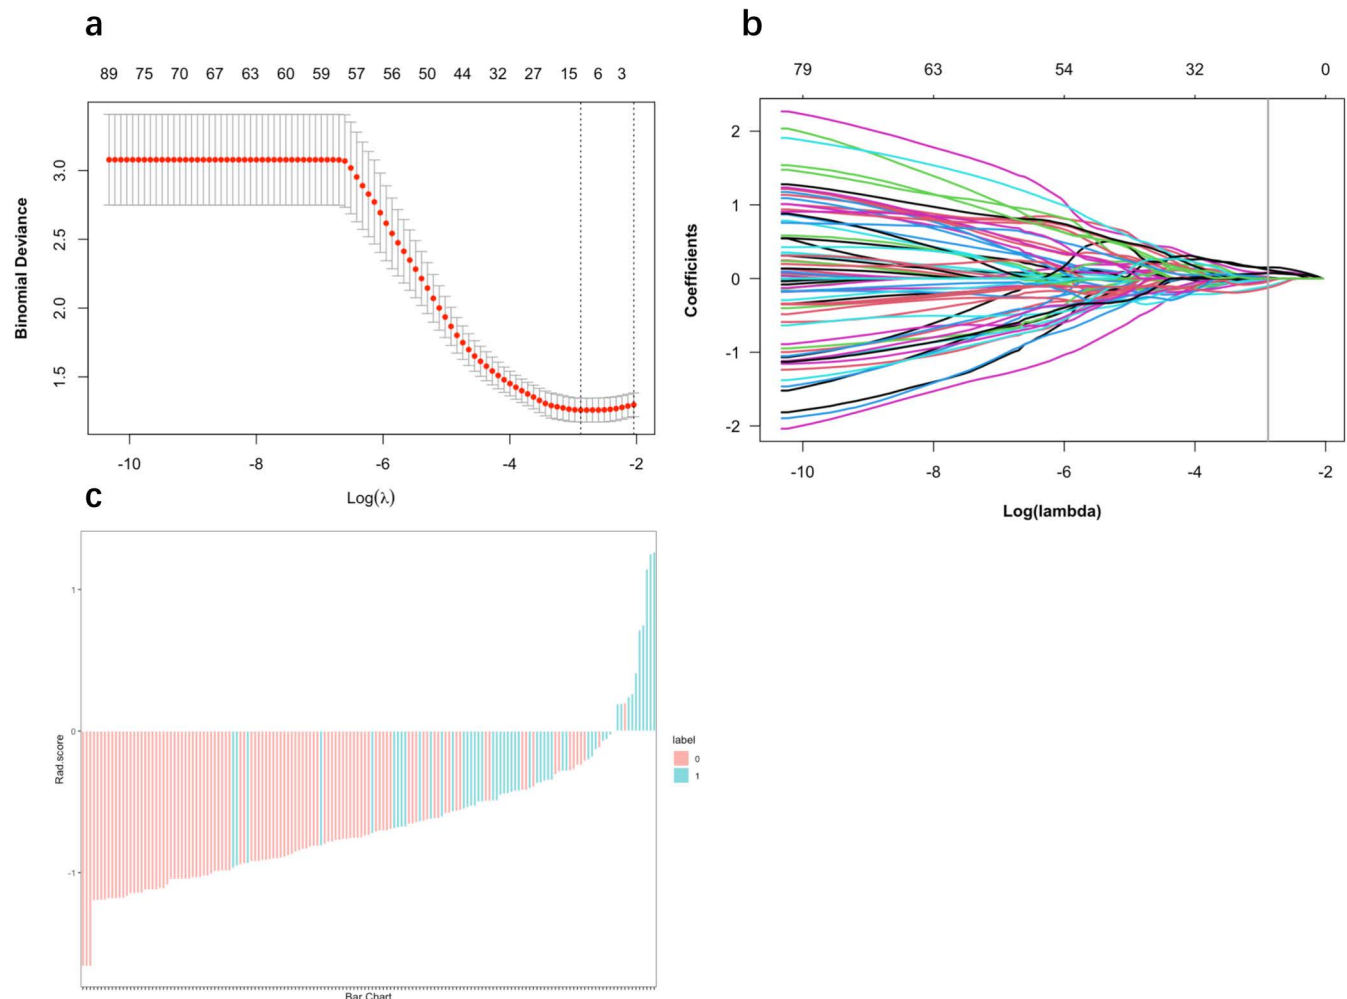 a
89 75 70 67 63 60 59 57 56 50 44 32 27 15 6 3
Binomial Deviance
3.0
2.5
2.0
1.5
-10 -8 -6 -4 -2
Log(λ)
b
79 63 54 32 0
Coefficients
2
1
0
-1
-2
-10 -8 -6 -4 -2
Log(lambda)
c
Rad.score
1
0
-1
Bar Chart
label
0
1